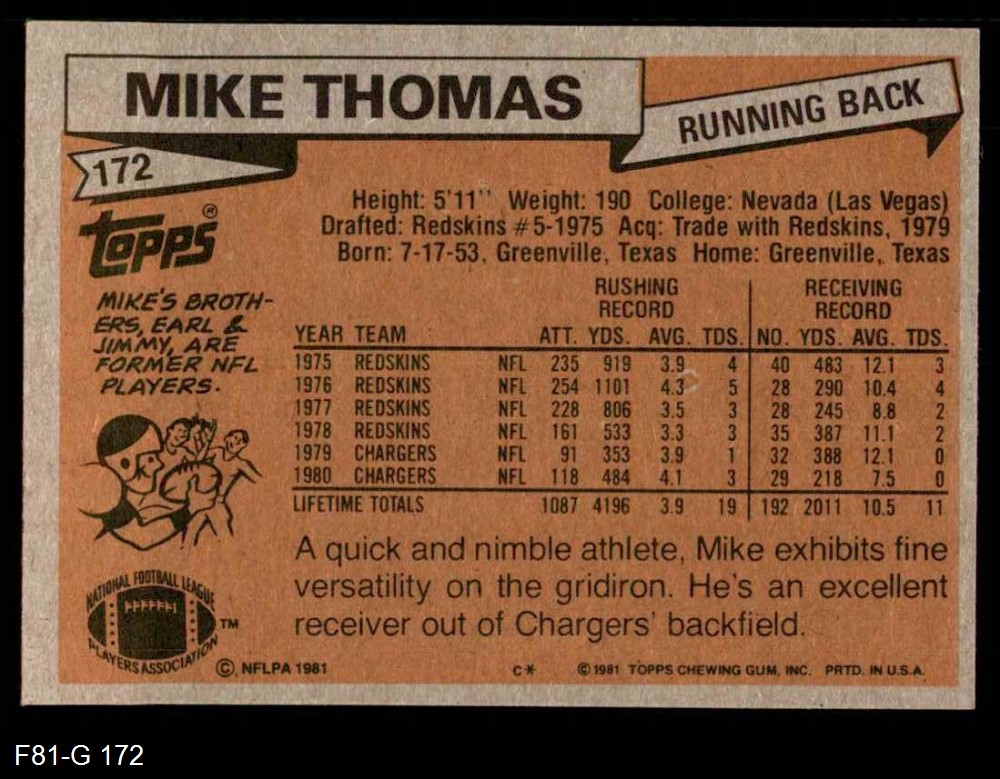 MIKE THOMAS
RUNNING BACK
172
Topps®
Height: 5'11'' Weight: 190 College: Nevada (Las Vegas)
Drafted: Redskins #5-1975 Acq: Trade with Redskins, 1979
Born: 7-17-53, Greenville, Texas Home: Greenville, Texas
MIKE'S BROTH-
ERS, EARL &
JIMMY, ARE
FORMER NFL
PLAYERS.
RUSHING RECORD RECEIVING RECORD
YEAR TEAM ATT. YDS. AVG. TDS. NO. YDS. AVG. TDS.
1975 REDSKINS NFL 235 919 3.9 4 40 483 12.1 3
1976 REDSKINS NFL 254 1101 4.3 5 28 290 10.4 4
1977 REDSKINS NFL 228 806 3.5 3 28 245 8.8 2
1978 REDSKINS NFL 161 533 3.3 3 35 387 11.1 2
1979 CHARGERS NFL 91 353 3.9 1 32 388 12.1 0
1980 CHARGERS NFL 118 484 4.1 3 29 218 7.5 0
LIFETIME TOTALS 1087 4196 3.9 19 192 2011 10.5 11
A quick and nimble athlete, Mike exhibits fine
versatility on the gridiron. He's an excellent
receiver out of Chargers' backfield.
NATIONAL FOOTBALL LEAGUE
PLAYERS ASSOCIATION
TM
© NFLPA 1981 C* © 1981 TOPPS CHEWING GUM, INC. PRTD. IN U.S.A.
F81-G 172